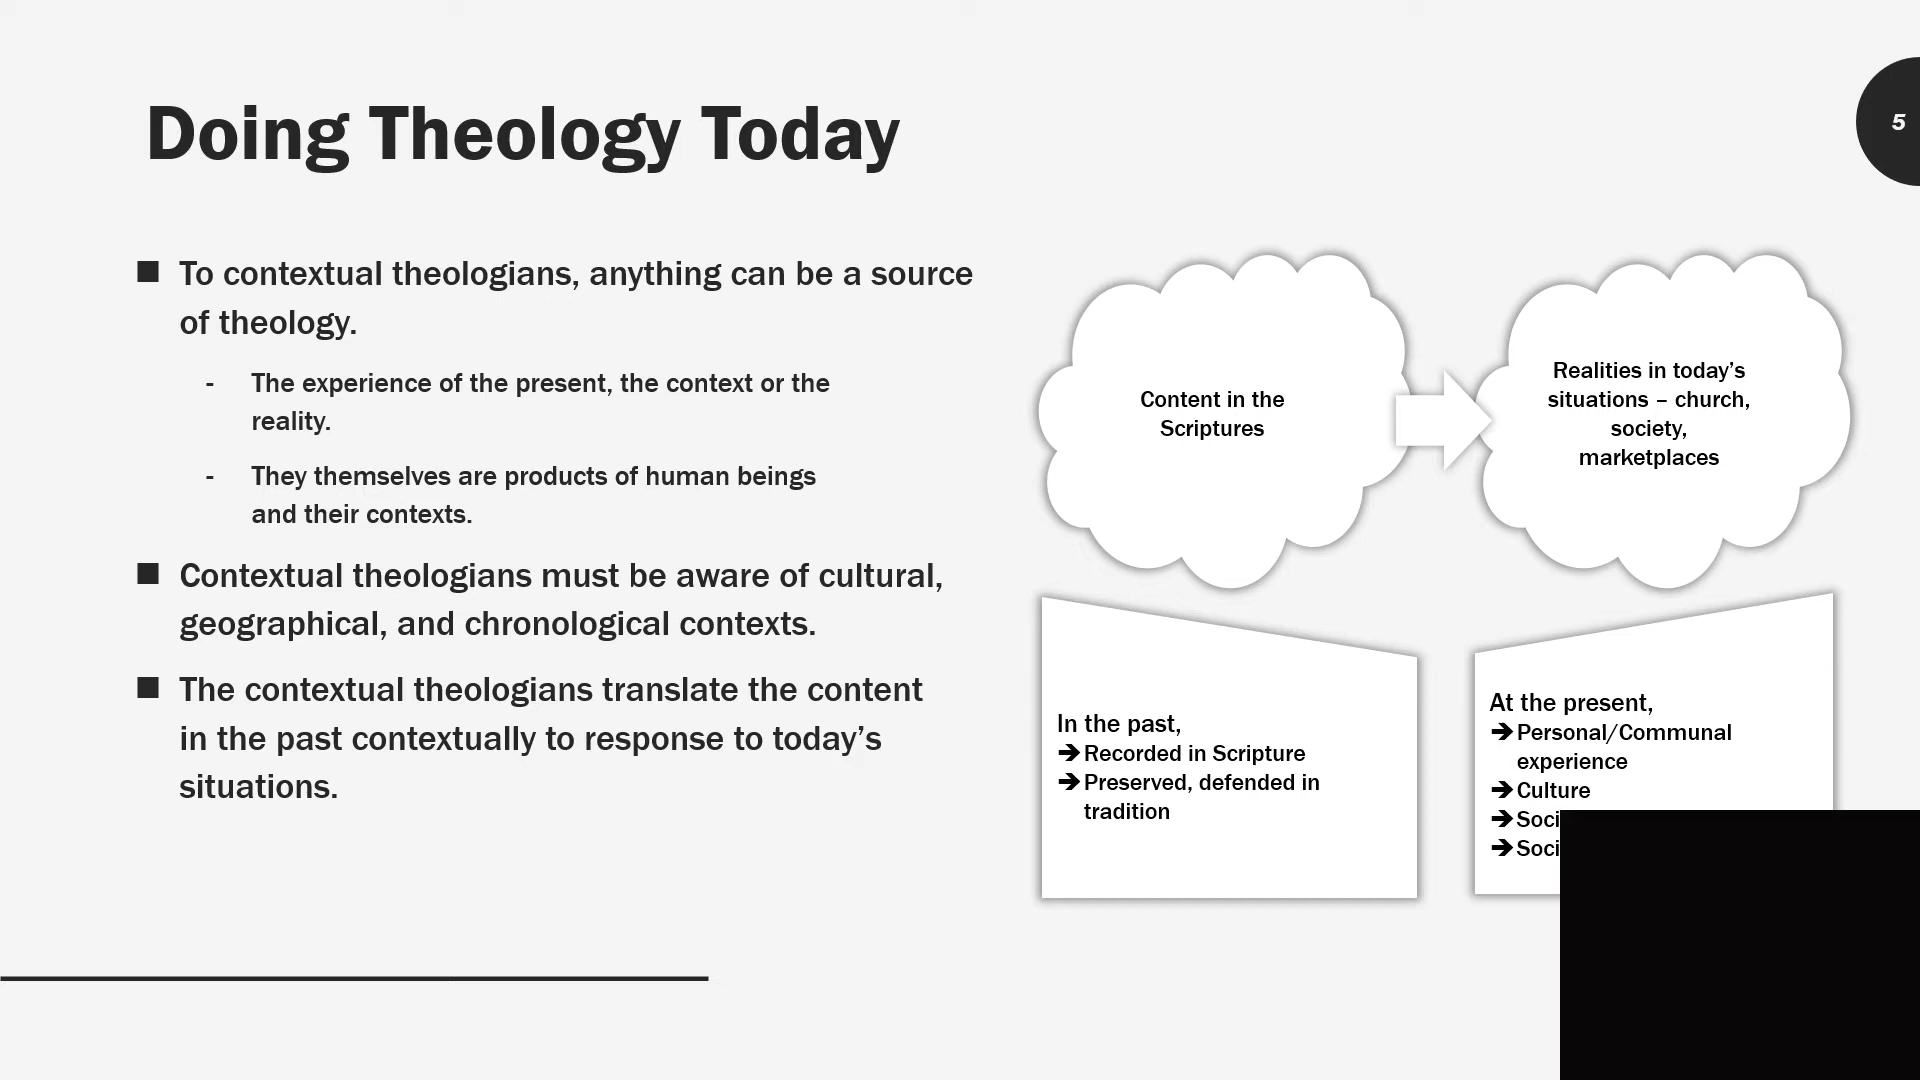 Doing Theology Today
5
■ To contextual theologians, anything can be a source
of theology.
- The experience of the present, the context or the
reality.
- They themselves are products of human beings
and their contexts.
■ Contextual theologians must be aware of cultural,
geographical, and chronological contexts.
■ The contextual theologians translate the content
in the past contextually to response to today’s
situations.
Content in the
Scriptures
Realities in today’s
situations – church,
society,
marketplaces
In the past,
➔ Recorded in Scripture
➔ Preserved, defended in
tradition
At the present,
➔ Personal/Communal
experience
➔ Culture